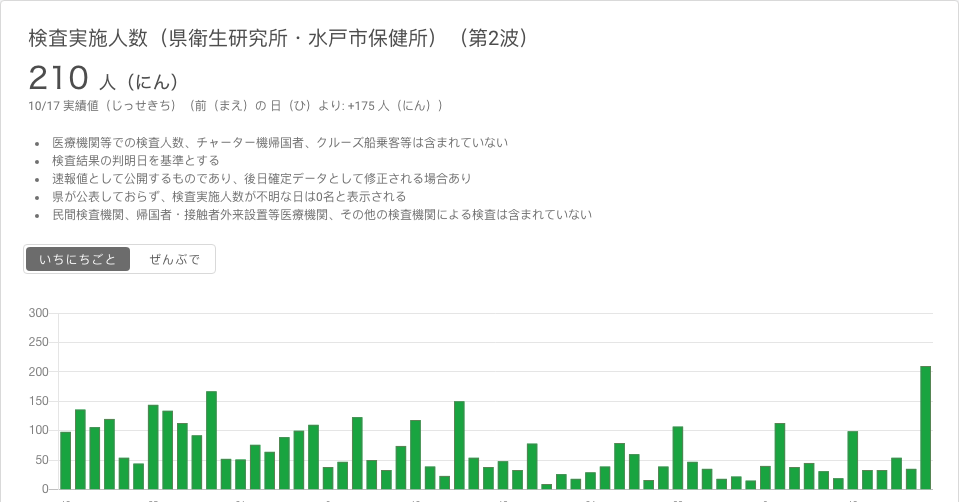 検査実施人数（県衛生研究所・水戸市保健所）（第2波）
210 人（にん）
10/17 実績値（じっせきち）（前（まえ）の 日（ひ）より: +175 人（にん））
医療機関等での検査人数、チャーター機帰国者、クルーズ船乗客等は含まれていない
検査結果の判明日を基準とする
速報値として公開するものであり、後日確定データとして修正される場合あり
県が公表しておらず、検査実施人数が不明な日は0名と表示される
民間検査機関、帰国者・接触者外来設置等医療機関、その他の検査機関による検査は含まれていない
いちにちごと ぜんぶで
300
250
200
150
100
50
0